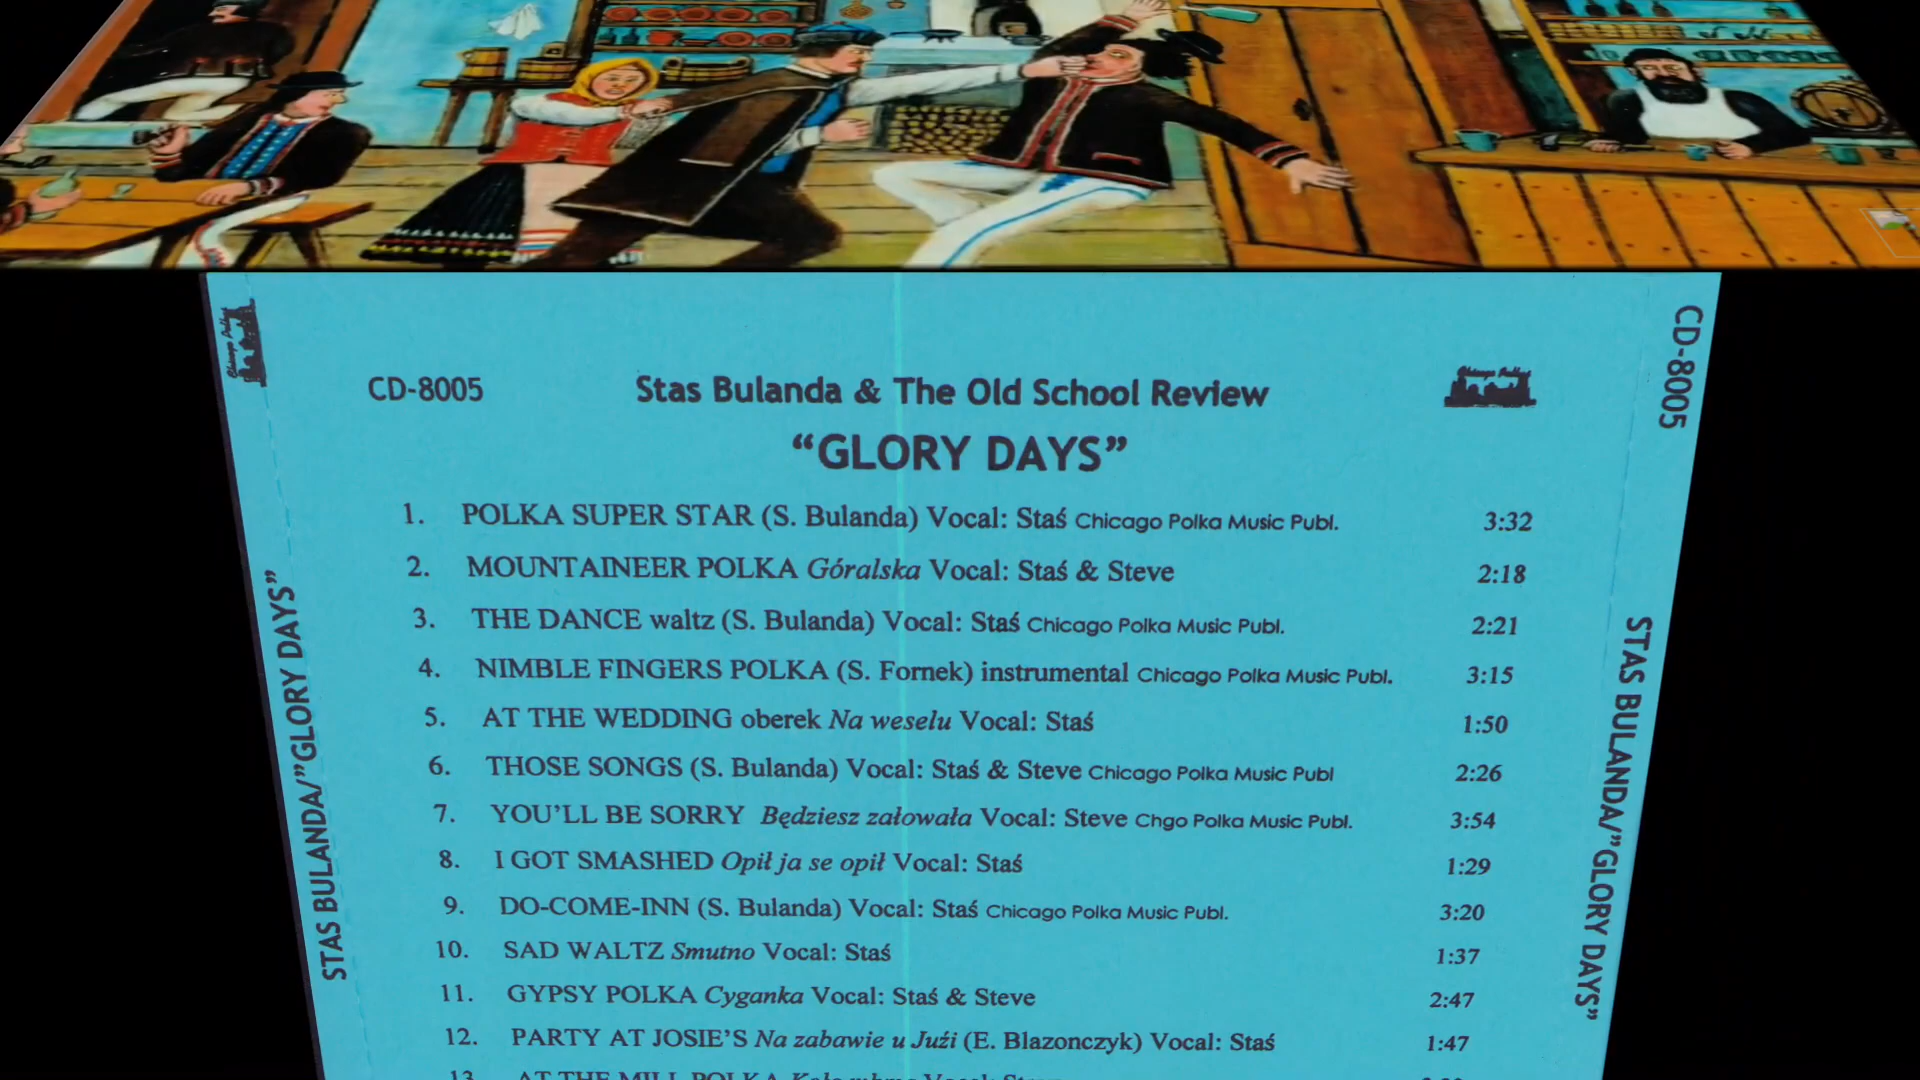 CD-8005 Stas Bulanda & The Old School Review
“GLORY DAYS”
1. POLKA SUPER STAR (S. Bulanda) Vocal: Staś Chicago Polka Music Publ. 3:32
2. MOUNTAINEER POLKA Góralska Vocal: Staś & Steve 2:18
3. THE DANCE waltz (S. Bulanda) Vocal: Staś Chicago Polka Music Publ. 2:21
4. NIMBLE FINGERS POLKA (S. Fornek) instrumental Chicago Polka Music Publ. 3:15
5. AT THE WEDDING oberek Na weselu Vocal: Staś 1:50
6. THOSE SONGS (S. Bulanda) Vocal: Staś & Steve Chicago Polka Music Publ 2:26
7. YOU’LL BE SORRY Będziesz załowała Vocal: Steve Chgo Polka Music Publ. 3:54
8. I GOT SMASHED Opił ja se opił Vocal: Staś 1:29
9. DO-COME-INN (S. Bulanda) Vocal: Staś Chicago Polka Music Publ. 3:20
10. SAD WALTZ Smutno Vocal: Staś 1:37
11. GYPSY POLKA Cyganka Vocal: Staś & Steve 2:47
12. PARTY AT JOSIE’S Na zabawie u Juźi (E. Blazonczyk) Vocal: Staś 1:47
13. AT THE MILL POLKA
STAS BULANDA/”GLORY DAYS”
CD-8005
STAS BULANDA/”GLORY DAYS”